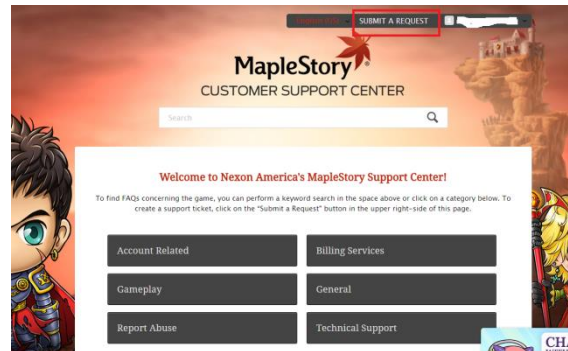 SUBMIT A REQUEST
MapleStory
CUSTOMER SUPPORT CENTER
Search
Welcome to Nexon America's MapleStory Support Center!
To find FAQs concerning the game, you can perform a keyword search in the space above or click on a category below. To
create a support ticket, click on the "Submit a Request" button in the upper right-side of this page.
Account Related
Billing Services
Gameplay
General
Report Abuse
Technical Support